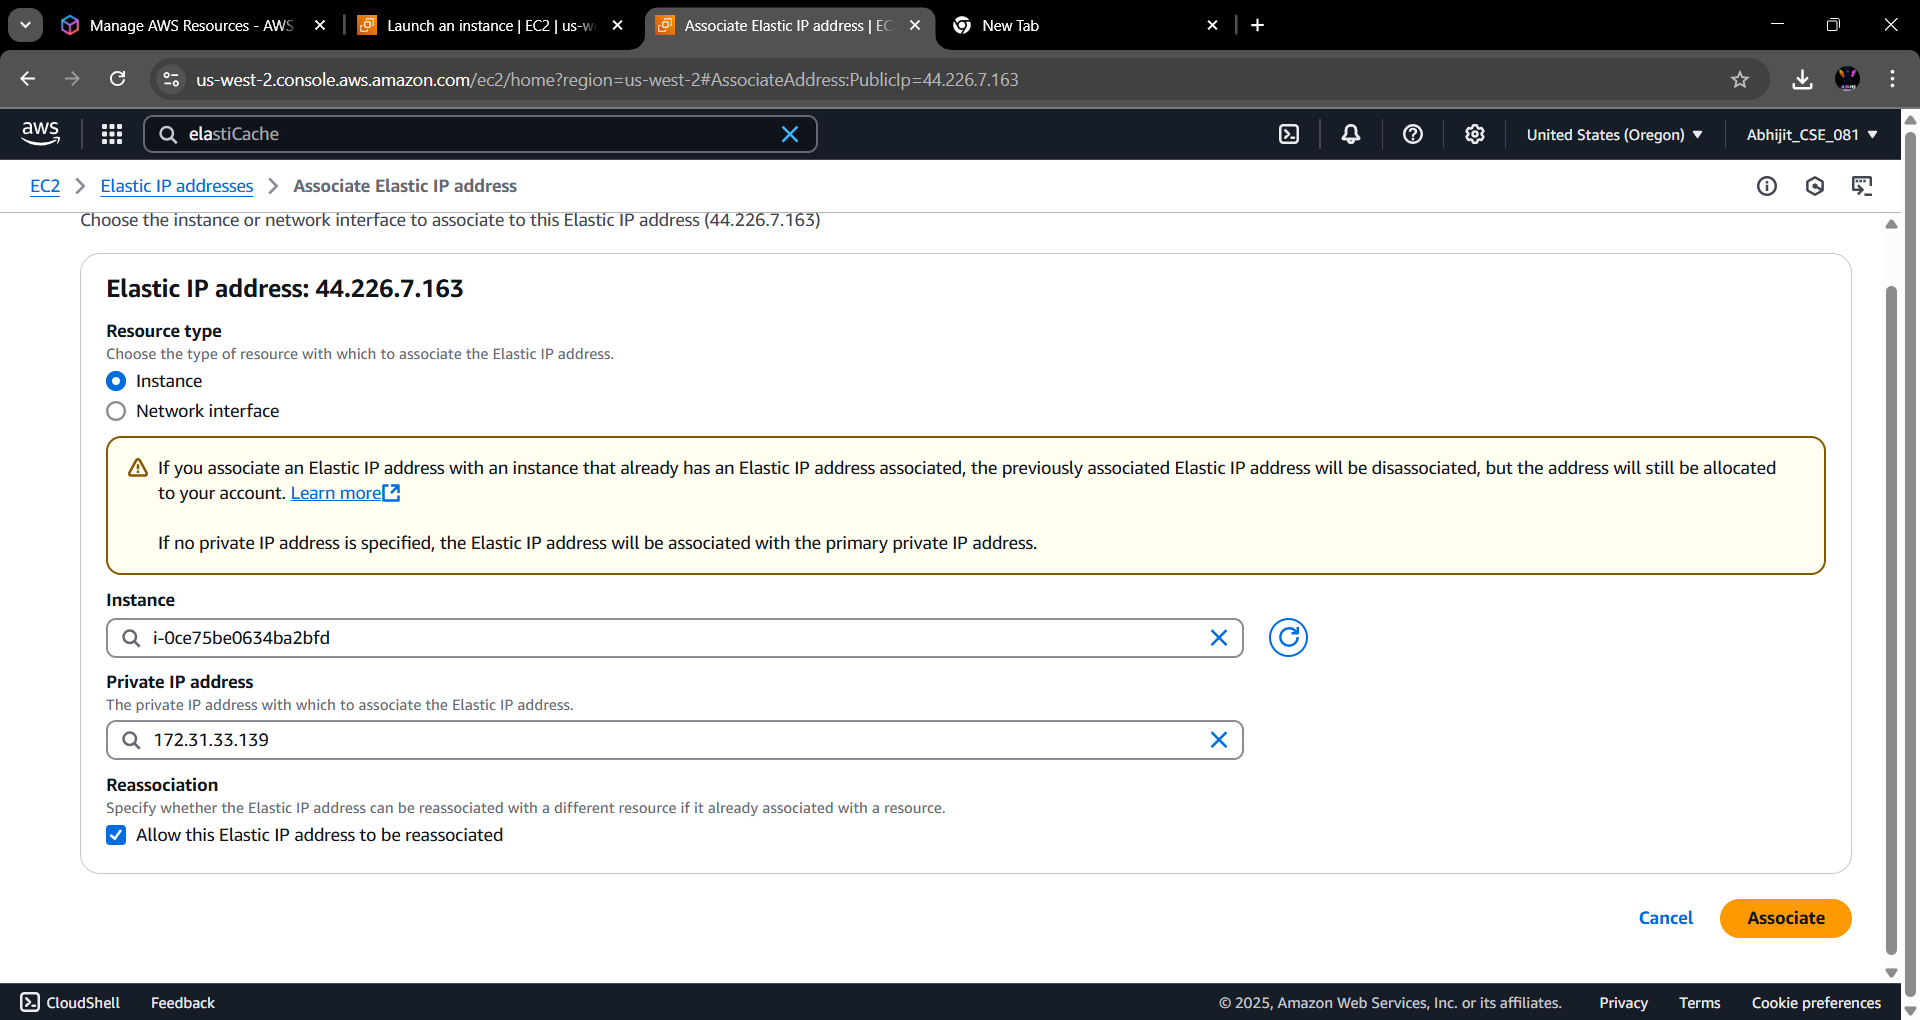 Manage AWS Resources - AWS
Launch an instance | EC2 | us-w
Associate Elastic IP address | EC
New Tab
us-west-2.console.aws.amazon.com/ec2/home?region=us-west-2#AssociateAddress:PublicIp=44.226.7.163
aws
elastiCache
United States (Oregon)
Abhijit_CSE_081
EC2 > Elastic IP addresses > Associate Elastic IP address
Choose the instance or network interface to associate to this Elastic IP address (44.226.7.163)
Elastic IP address: 44.226.7.163
Resource type
Choose the type of resource with which to associate the Elastic IP address.
Instance
Network interface
If you associate an Elastic IP address with an instance that already has an Elastic IP address associated, the previously associated Elastic IP address will be disassociated, but the address will still be allocated
to your account. Learn more
If no private IP address is specified, the Elastic IP address will be associated with the primary private IP address.
Instance
i-0ce75be0634ba2bfd
Private IP address
The private IP address with which to associate the Elastic IP address.
172.31.33.139
Reassociation
Specify whether the Elastic IP address can be reassociated with a different resource if it already associated with a resource.
Allow this Elastic IP address to be reassociated
Cancel
Associate
CloudShell
Feedback
© 2025, Amazon Web Services, Inc. or its affiliates.
Privacy
Terms
Cookie preferences